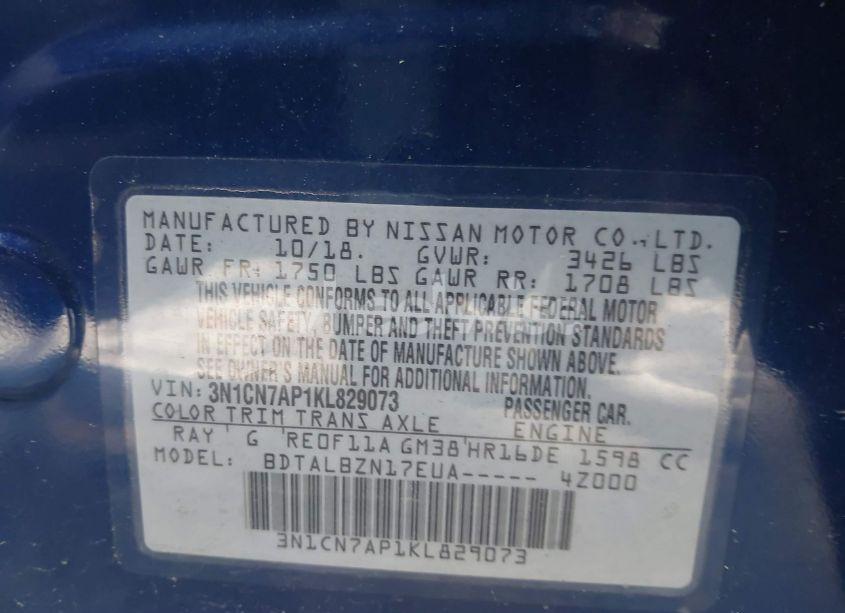 MANUFACTURED BY NISSAN MOTOR CO., LTD.
DATE: 10/18. GVWR: 3426 LBS
GAWR FR: 1750 LBS GAWR RR: 1708 LBS
THIS VEHICLE CONFORMS TO ALL APPLICABLE FEDERAL MOTOR
VEHICLE SAFETY, BUMPER AND THEFT PREVENTION STANDARDS
IN EFFECT ON THE DATE OF MANUFACTURE SHOWN ABOVE.
SEE OWNER'S MANUAL FOR ADDITIONAL INFORMATION.
VIN: 3N1CN7AP1KL829073 PASSENGER CAR.
COLOR TRIM TRANS AXLE ENGINE
RAY ' G 'RE0F11A GM38'HR16DE 1598 CC
MODEL: BDTALBZN17EUA----- 4Z000
3N1CN7AP1KL829073